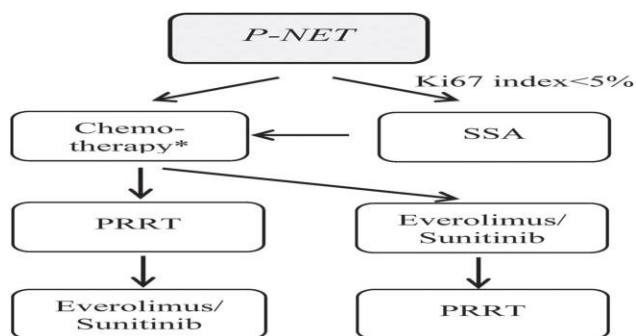 P-NET
Ki67 index<5%
Chemo-
therapy*
SSA
PRRT
Everolimus/
Sunitinib
Everolimus/
Sunitinib
PRRT